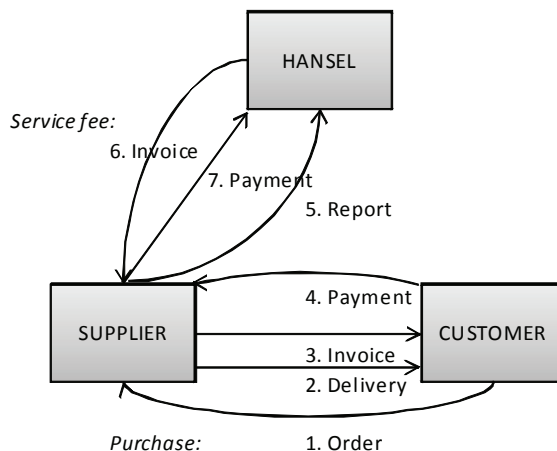 HANSEL
Service fee:
6. Invoice
7. Payment
5. Report
4. Payment
SUPPLIER
CUSTOMER
3. Invoice
2. Delivery
Purchase:
1. Order